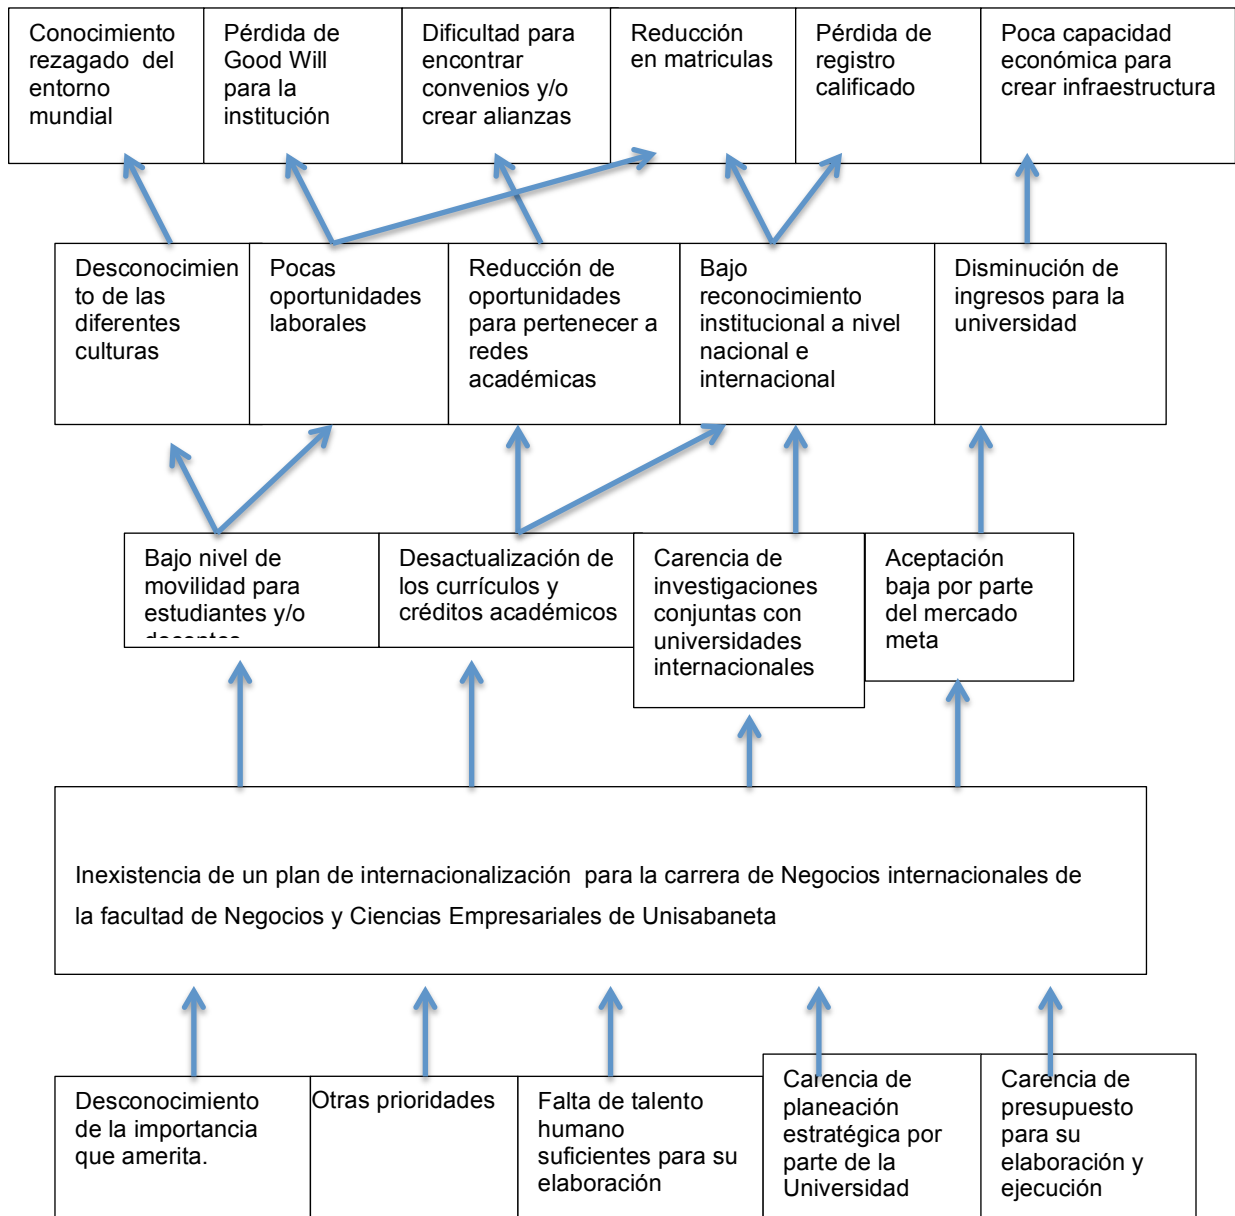 Conocimiento
rezagado del
entorno
mundial
Pérdida de
Good Will
para la
institución
Dificultad para
encontrar
convenios y/o
crear alianzas
Reducción
en matriculas
Pérdida de
registro
calificado
Poca capacidad
económica para
crear infraestructura
Desconocimien
to de las
diferentes
culturas
Pocas
oportunidades
laborales
Reducción de
oportunidades
para pertenecer a
redes
académicas
Bajo
reconocimiento
institucional a nivel
nacional e
internacional
Disminución de
ingresos para la
universidad
Bajo nivel de
movilidad para
estudiantes y/o
Desactualización de
los currículos y
créditos académicos
Carencia de
investigaciones
conjuntas con
universidades
internacionales
Aceptación
baja por parte
del mercado
meta
Inexistencia de un plan de internacionalización para la carrera de Negocios internacionales de
la facultad de Negocios y Ciencias Empresariales de Unisabaneta
Desconocimiento
de la importancia
que amerita.
Otras prioridades
Falta de talento
humano
suficientes para su
elaboración
Carencia de
planeación
estratégica por
parte de la
Universidad
Carencia de
presupuesto
para su
elaboración y
ejecución